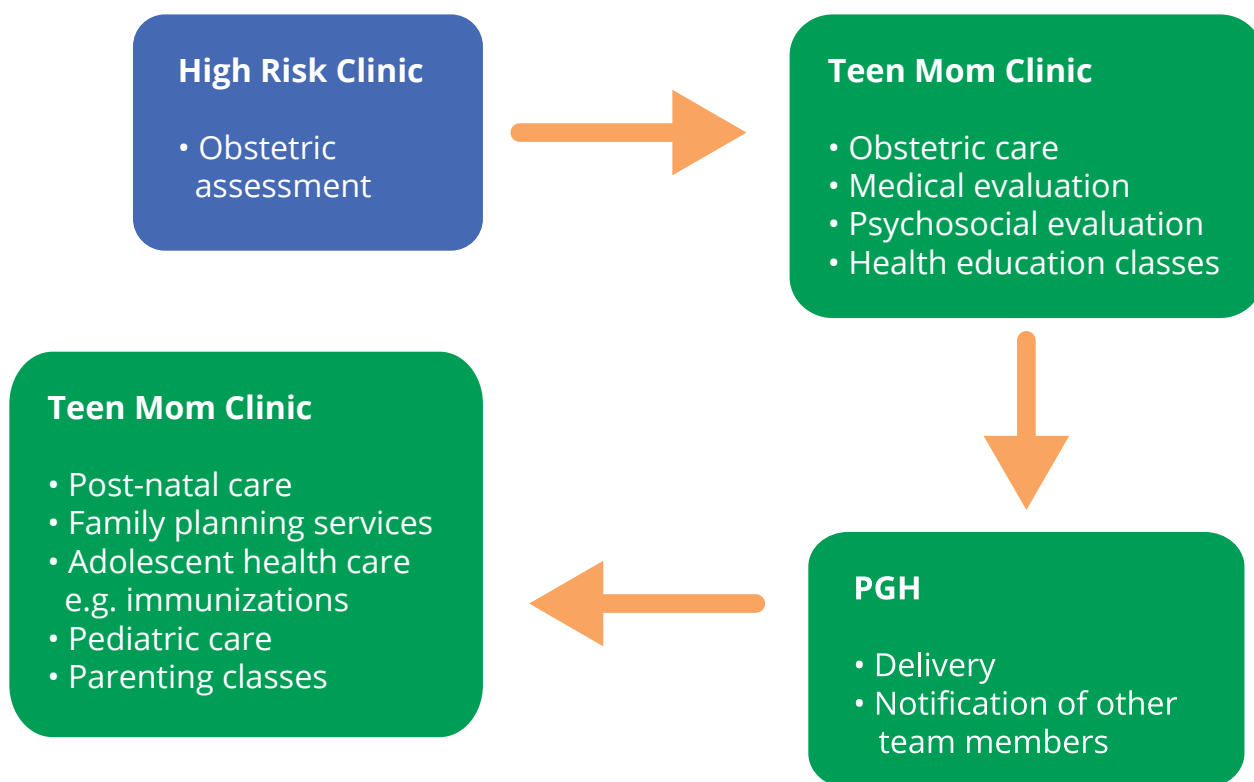 High Risk Clinic
• Obstetric
assessment
Teen Mom Clinic
• Obstetric care
• Medical evaluation
• Psychosocial evaluation
• Health education classes
PGH
• Delivery
• Notification of other
team members
Teen Mom Clinic
• Post-natal care
• Family planning services
• Adolescent health care
e.g. immunizations
• Pediatric care
• Parenting classes